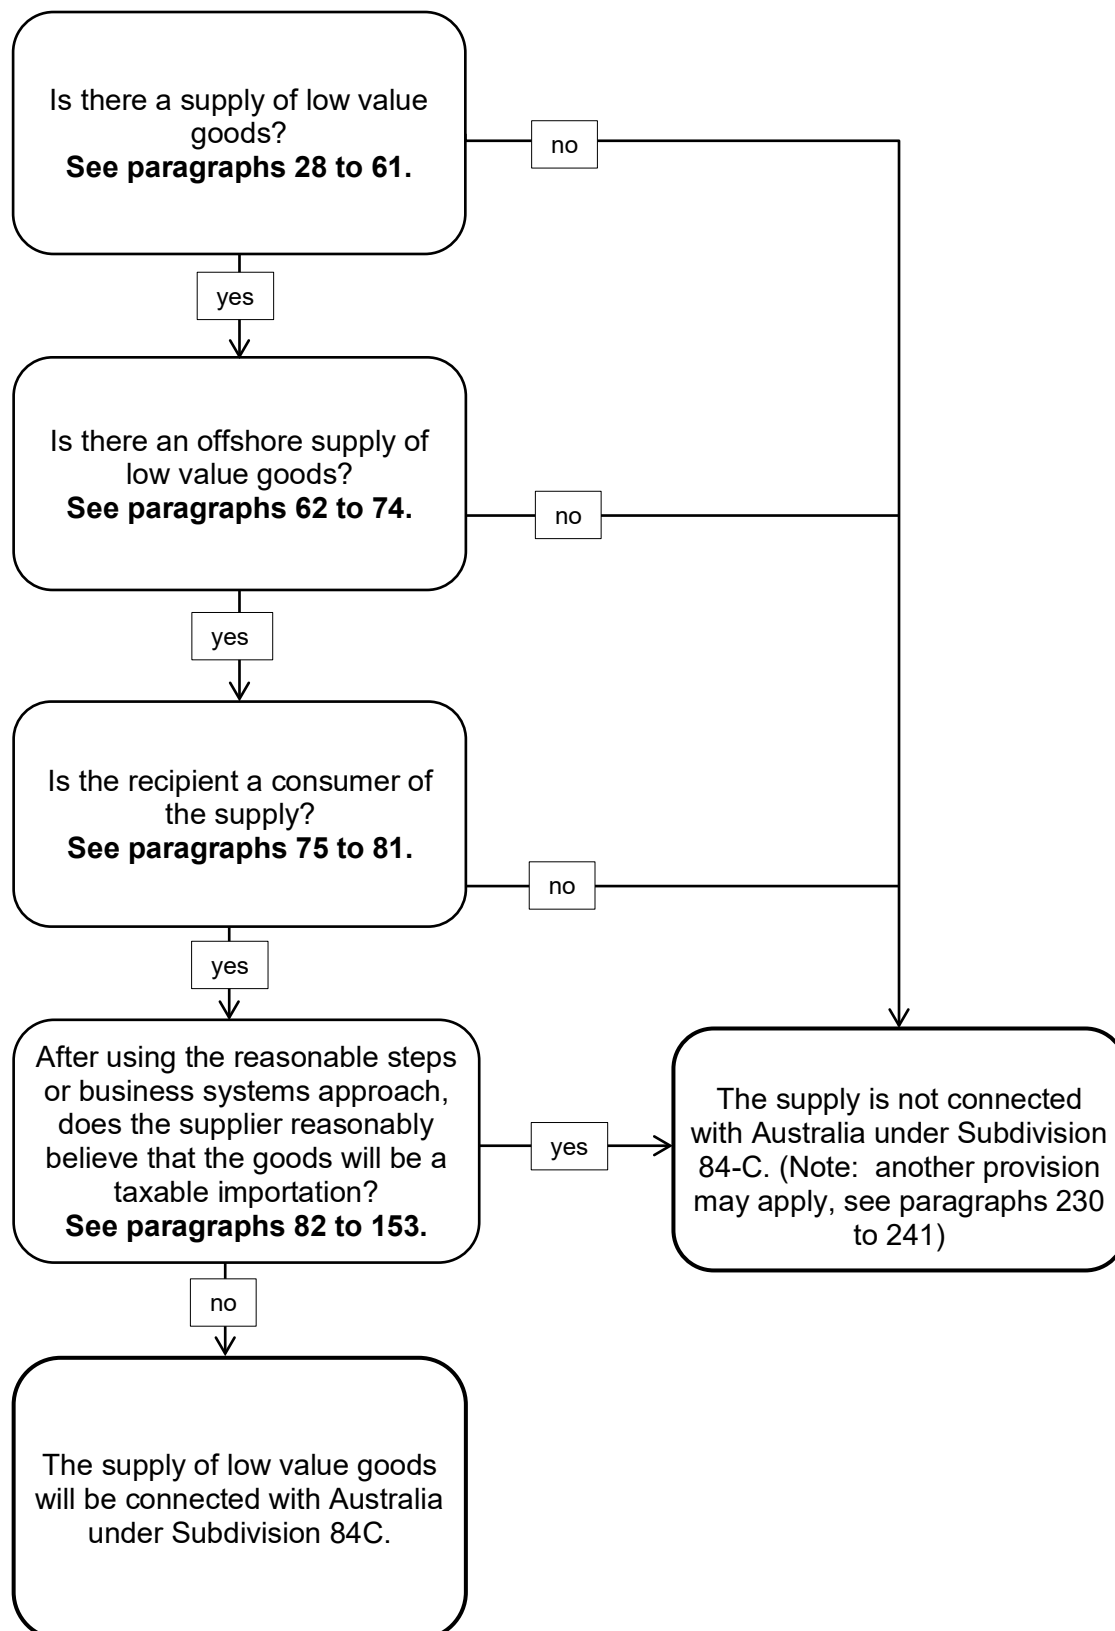 Is there a supply of low value
goods?
See paragraphs 28 to 61.
no
yes
Is there an offshore supply of
low value goods?
See paragraphs 62 to 74.
no
yes
Is the recipient a consumer of
the supply?
See paragraphs 75 to 81.
no
yes
After using the reasonable steps
or business systems approach,
does the supplier reasonably
believe that the goods will be a
taxable importation?
See paragraphs 82 to 153.
yes
The supply is not connected
with Australia under Subdivision
84-C. (Note:  another provision
may apply, see paragraphs 230
to 241)
no
The supply of low value goods
will be connected with Australia
under Subdivision 84C.